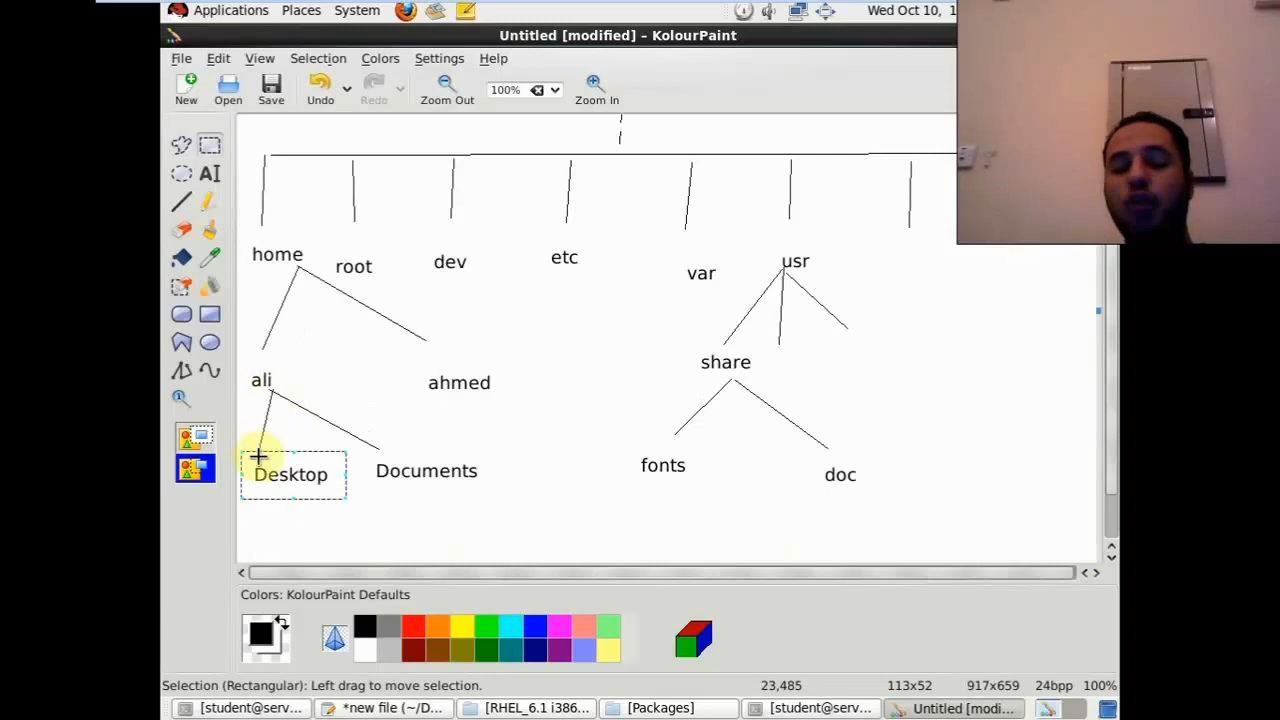 Applications Places System Wed Oct 10, 1
Untitled [modified] – KolourPaint
File Edit View Selection Colors Settings Help
New Open Save Undo Redo Zoom Out 100% Zoom In
home root dev etc var usr
ali ahmed share
Desktop Documents fonts doc
Colors: KolourPaint Defaults
Selection (Rectangular): Left drag to move selection. 23,485 113x52 917x659 24bpp 100%
[student@serv... *new file (~/D... [RHEL_6.1 i386... [Packages] [student@serv... Untitled [modi...